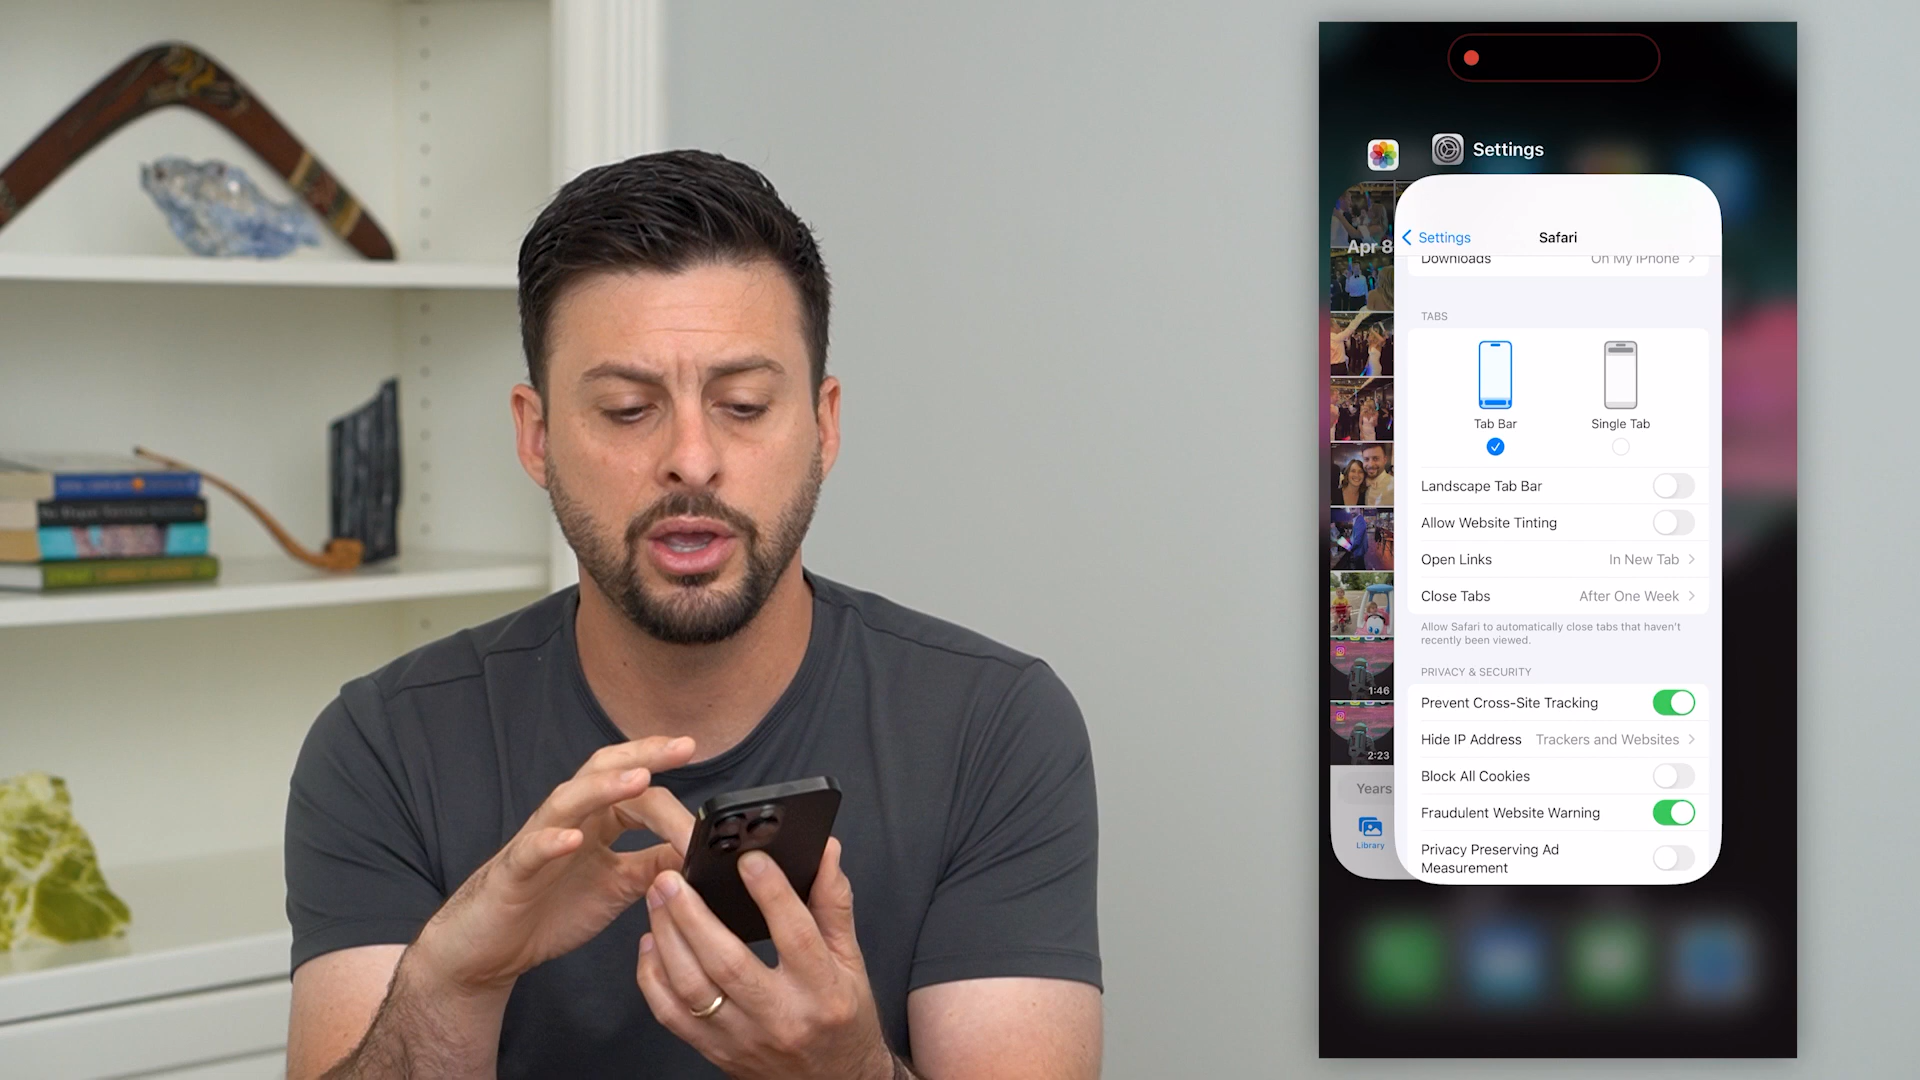 Settings
Apr 8
Settings
Safari
Downloads On My iPhone
TABS
Tab Bar
Single Tab
Landscape Tab Bar
Allow Website Tinting
Open Links In New Tab
Close Tabs After One Week
Allow Safari to automatically close tabs that haven't
recently been viewed.
PRIVACY & SECURITY
Prevent Cross-Site Tracking
1:46
Hide IP Address Trackers and Websites
2:23
Block All Cookies
Years
Fraudulent Website Warning
Library
Privacy Preserving Ad
Measurement